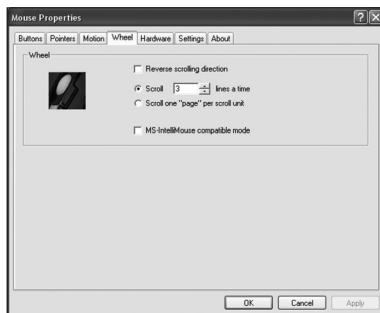 Mouse Properties
Buttons Pointers Motion Wheel Hardware Settings About
Wheel
Reverse scrolling direction
Scroll 3 lines a time
Scroll one "page" per scroll unit
MS-IntelliMouse compatible mode
OK Cancel Apply